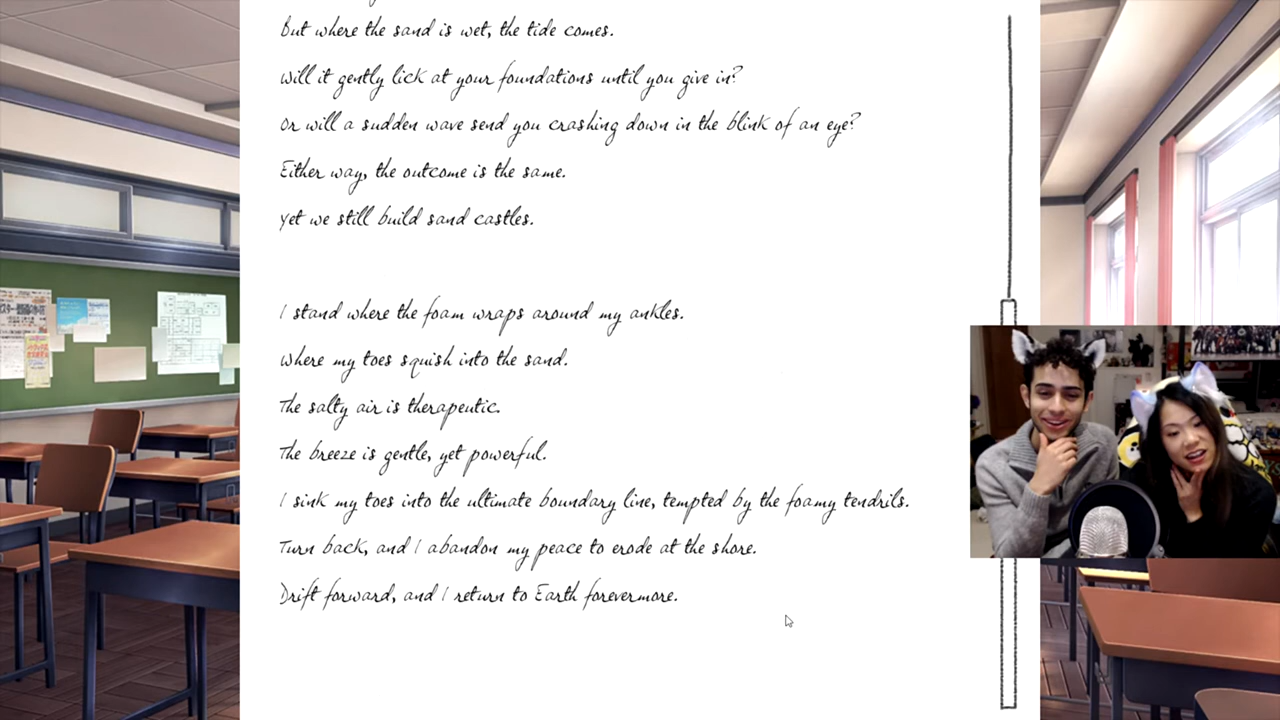 But where the sand is wet, the tide comes.
Will it gently lick at your foundations until you give in?
Or will a sudden wave send you crashing down in the blink of an eye?
Either way, the outcome is the same.
Yet we still build sand castles.
I stand where the foam wraps around my ankles.
Where my toes squish into the sand.
The salty air is therapeutic.
The breeze is gentle, yet powerful.
I sink my toes into the ultimate boundary line, tempted by the foamy tendrils.
Turn back, and I abandon my peace to erode at the shore.
Drift forward, and I return to Earth forevermore.